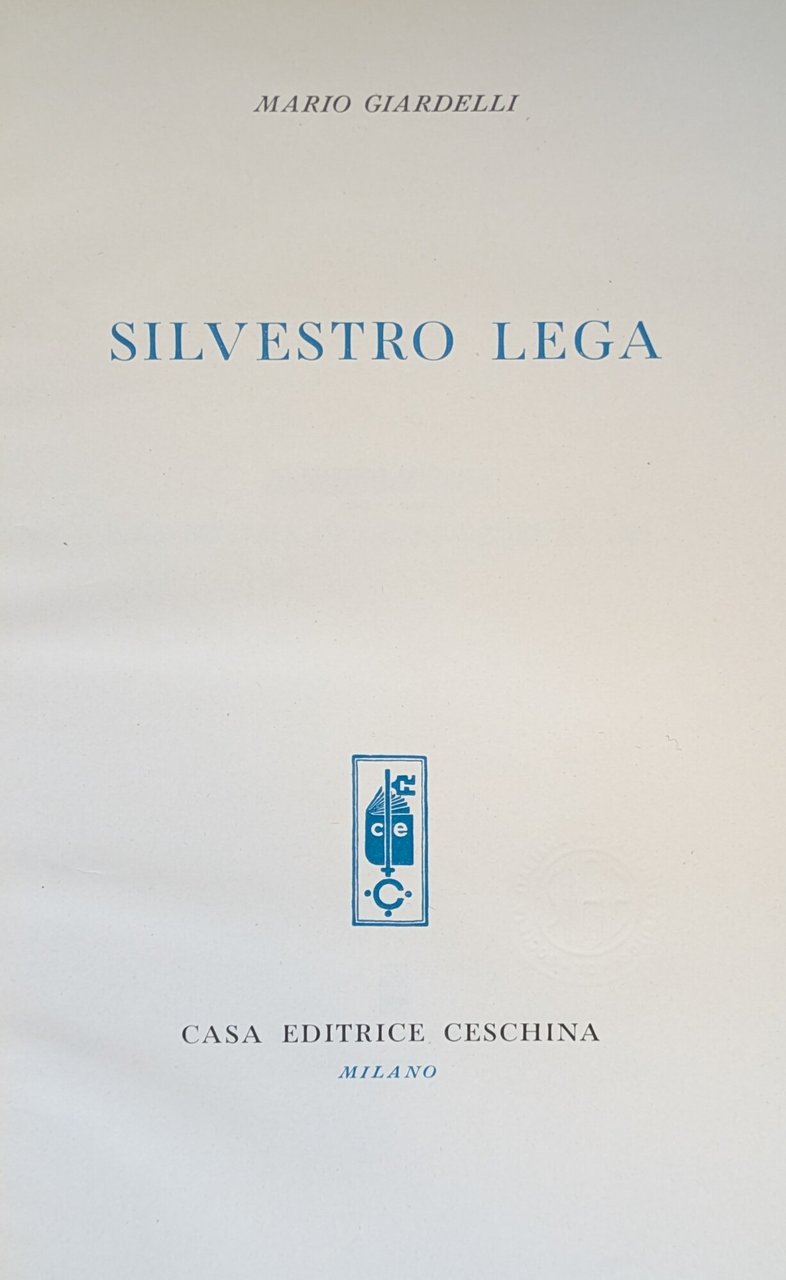 MARIO GIARDELLI
SILVESTRO LEGA
c e
C
CASA EDITRICE CESCHINA
MILANO